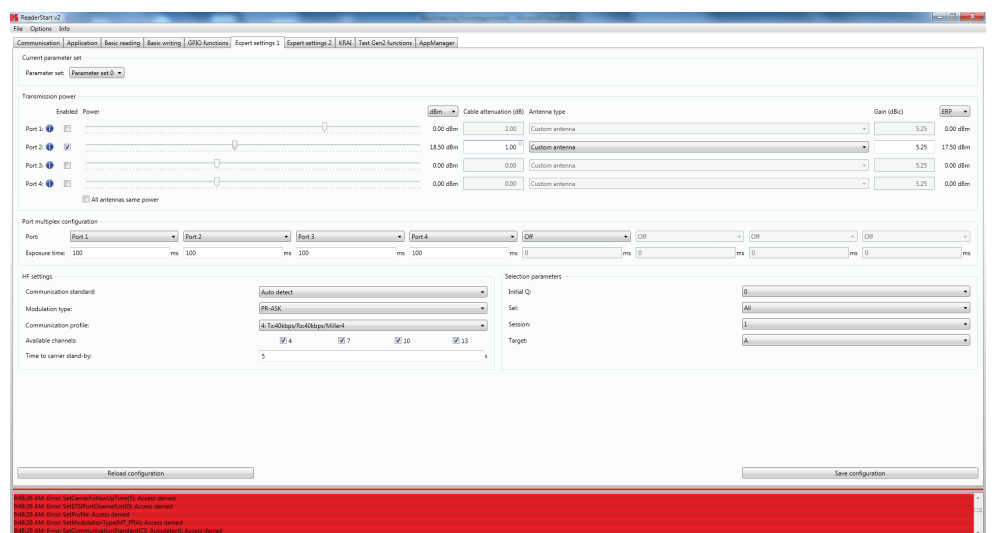 ReaderStart v2
File Options Info
Communication Application Basic reading Basic writing GPIO functions Expert settings 1 Expert settings 2 KRAI Test Gen2 functions AppManager
Current parameter set
Parameter set: Parameter set 0
Transmission power
Enabled Power dBm Cable attenuation (dB) Antenna type Gain (dBic) ERP
Port 1: 0.00 dBm 2.00 Custom antenna 5.25 0.00 dBm
Port 2: 18.50 dBm 1.00 Custom antenna 5.25 17.50 dBm
Port 3: 0.00 dBm 0.00 Custom antenna 5.25 0.00 dBm
Port 4: 0.00 dBm 0.00 Custom antenna 5.25 0.00 dBm
All antennas same power
Port multiplex configuration
Port: Port 1 Port 2 Port 3 Port 4 Off Off Off Off
Exposure time: 100 ms 100 ms 100 ms 100 ms 0 ms 0 ms 0 ms 0 ms
HF settings Selection parameters
Communication standard: Auto detect Initial Q: 0
Modulation type: PR-ASK Sel: All
Communication profile: 4: Tx:40kbps/Rx:40kbps/Miller4 Session: 1
Available channels: 4 7 10 13 Target: A
Time to carrier stand-by: 5 s
Reload configuration Save configuration
9:48:26 AM: Error: SetCarrierFollowUpTime(5): Access denied
9:48:26 AM: Error: SetETSIPortChannelList(0): Access denied
9:48:26 AM: Error: SetProfile: Access denied
9:48:26 AM: Error: SetModulationType(MT_PRA): Access denied
9:48:26 AM: Error: SetCommunicationStandard(CS_Autodetect): Access denied